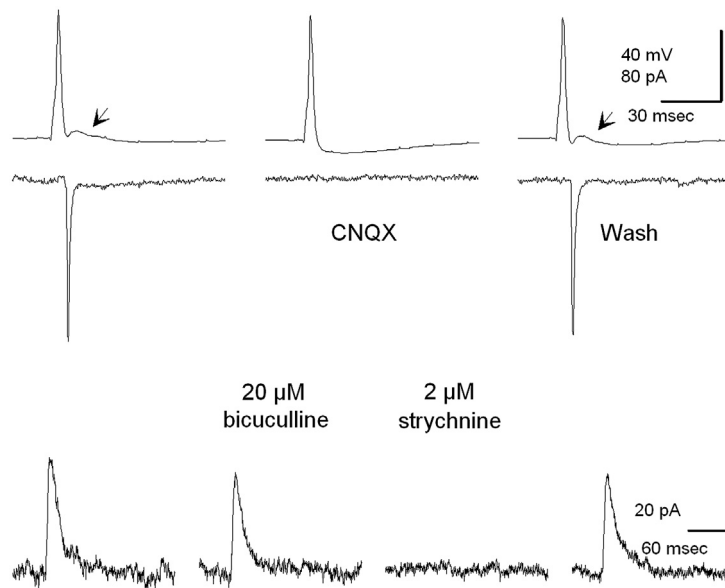 40 mV
80 pA
30 msec
CNQX
Wash
20 µM
bicuculline
2 µM
strychnine
20 pA
60 msec